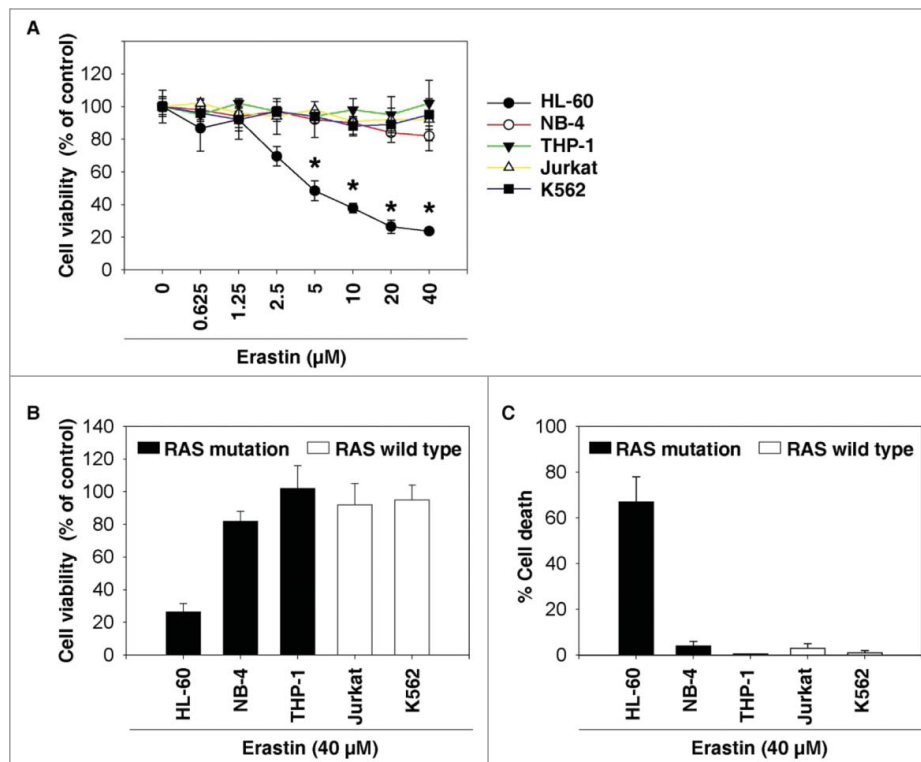 A
Cell viability (% of control)
120
100
80
60
40
20
0
*
*
*
*
0
0.625
1.25
2.5
5
10
20
40
Erastin (µM)
HL-60
NB-4
THP-1
Jurkat
K562
B
Cell viability (% of control)
140
120
100
80
60
40
20
0
RAS mutation
RAS wild type
HL-60
NB-4
THP-1
Jurkat
K562
Erastin (40 µM)
C
% Cell death
100
80
60
40
20
0
RAS mutation
RAS wild type
HL-60
NB-4
THP-1
Jurkat
K562
Erastin (40 µM)